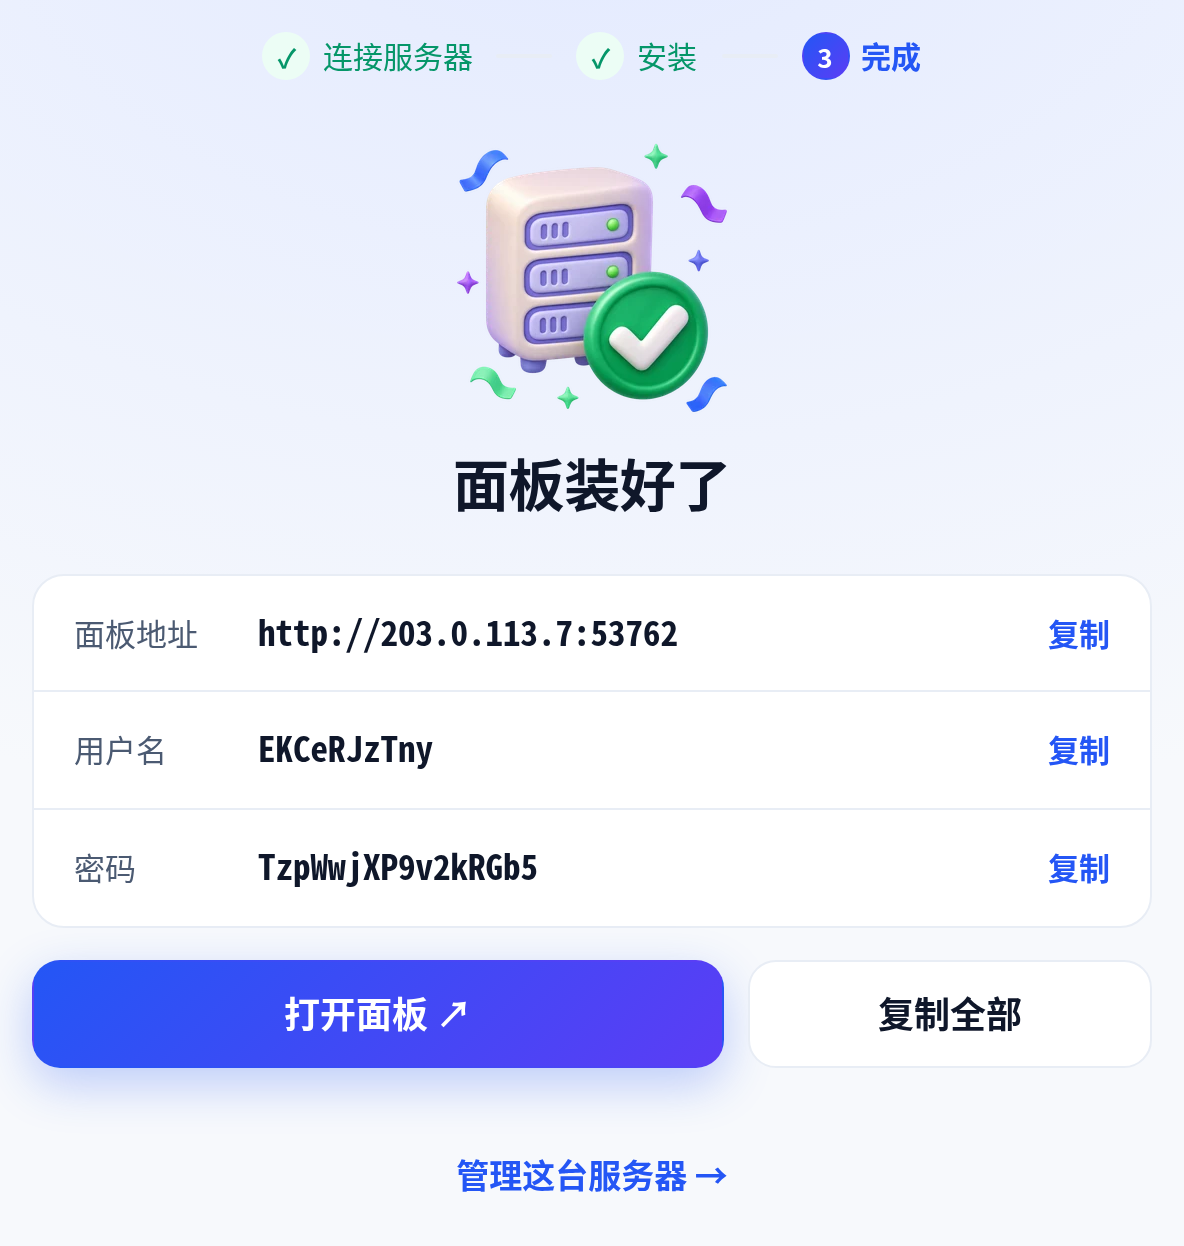 ✓ 连接服务器 ✓ 安装 3 完成
面板装好了
面板地址 http://203.0.113.7:53762 复制
用户名 EKCeRJzTny 复制
密码 TzpWwjXP9v2kRGb5 复制
打开面板 ↗ 复制全部
管理这台服务器 →